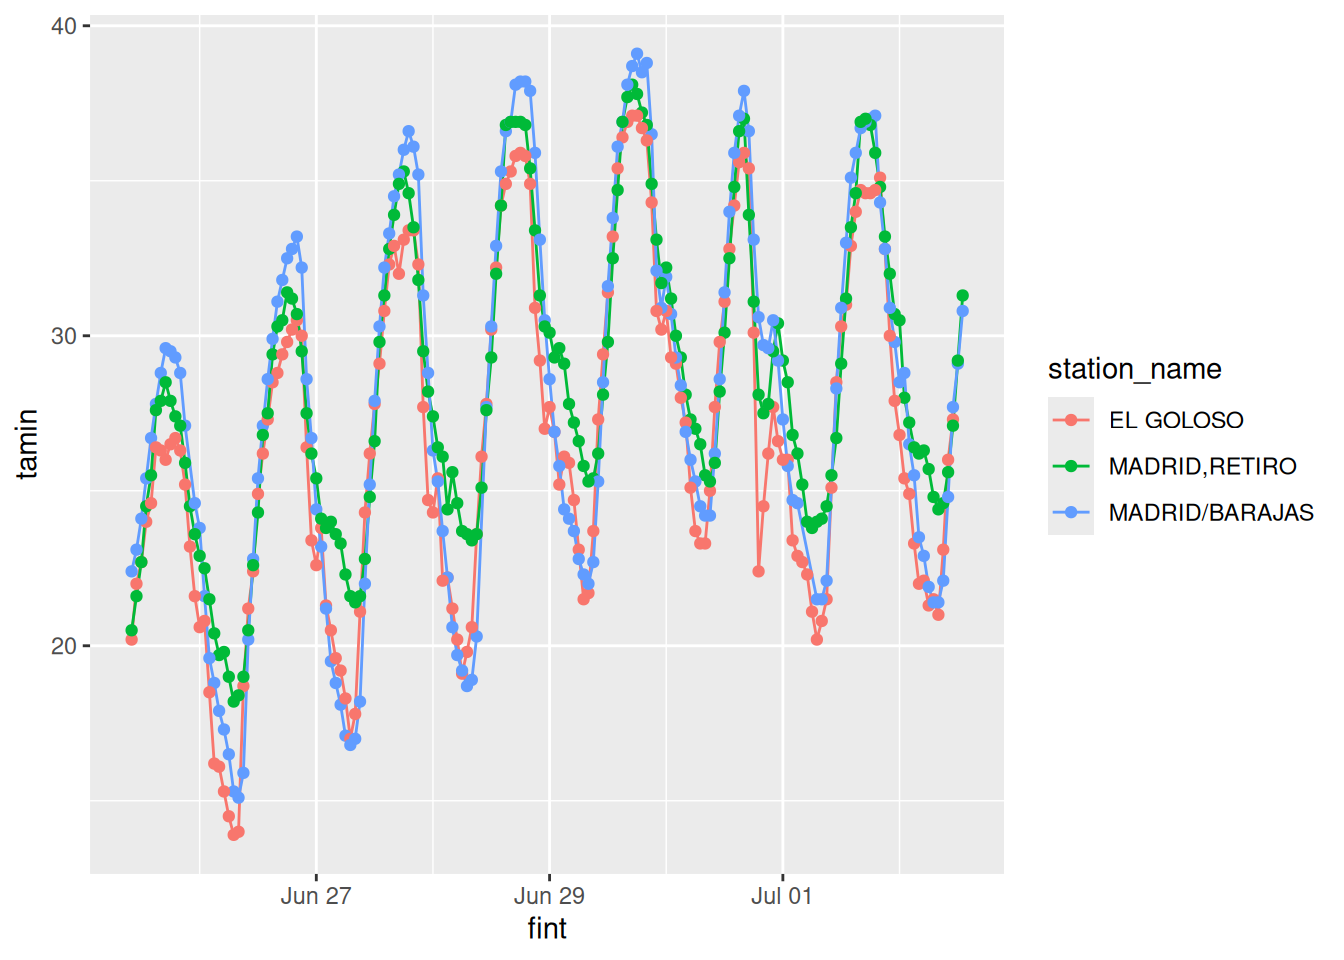 40
30
20
tamin
Jun 27
Jun 29
Jul 01
fint
station_name
EL GOLOSO
MADRID,RETIRO
MADRID/BARAJAS